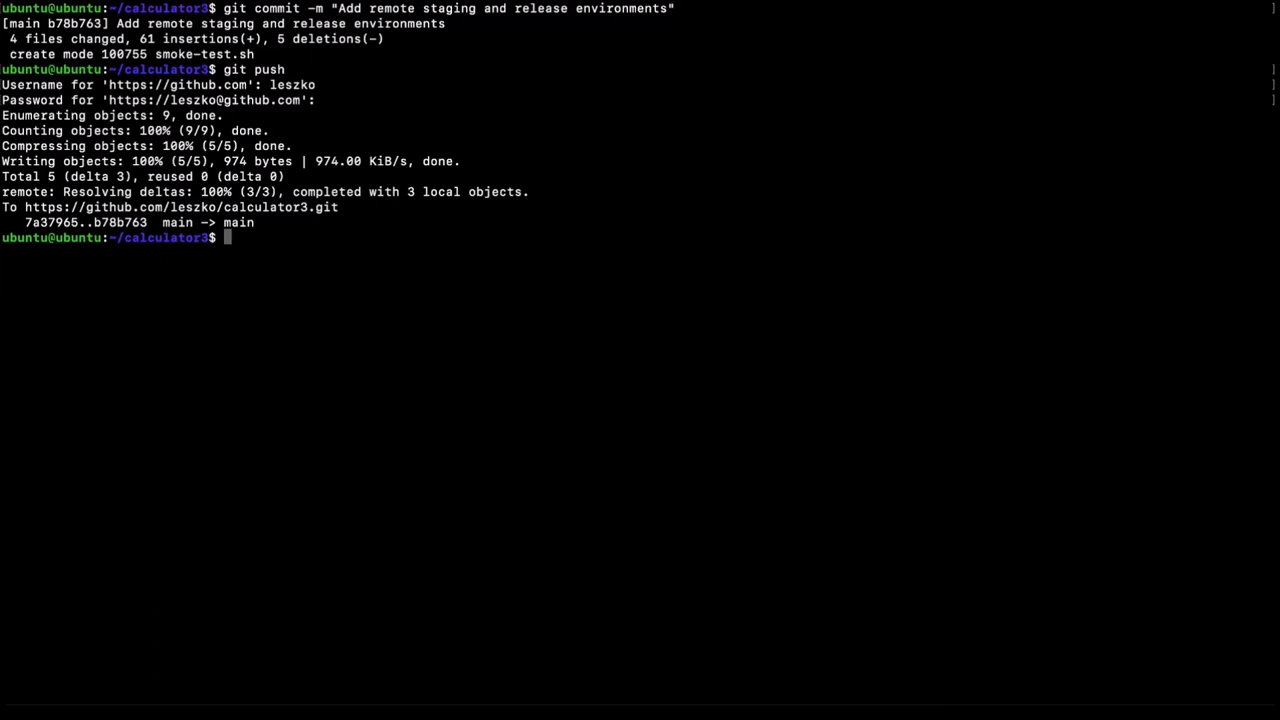 ubuntu@ubuntu:~/calculator3$ git commit -m "Add remote staging and release environments"
[main b78b763] Add remote staging and release environments
 4 files changed, 61 insertions(+), 5 deletions(-)
 create mode 100755 smoke-test.sh
ubuntu@ubuntu:~/calculator3$ git push
Username for 'https://github.com': leszko
Password for 'https://leszko@github.com':
Enumerating objects: 9, done.
Counting objects: 100% (9/9), done.
Compressing objects: 100% (5/5), done.
Writing objects: 100% (5/5), 974 bytes | 974.00 KiB/s, done.
Total 5 (delta 3), reused 0 (delta 0)
remote: Resolving deltas: 100% (3/3), completed with 3 local objects.
To https://github.com/leszko/calculator3.git
   7a37965..b78b763  main -> main
ubuntu@ubuntu:~/calculator3$